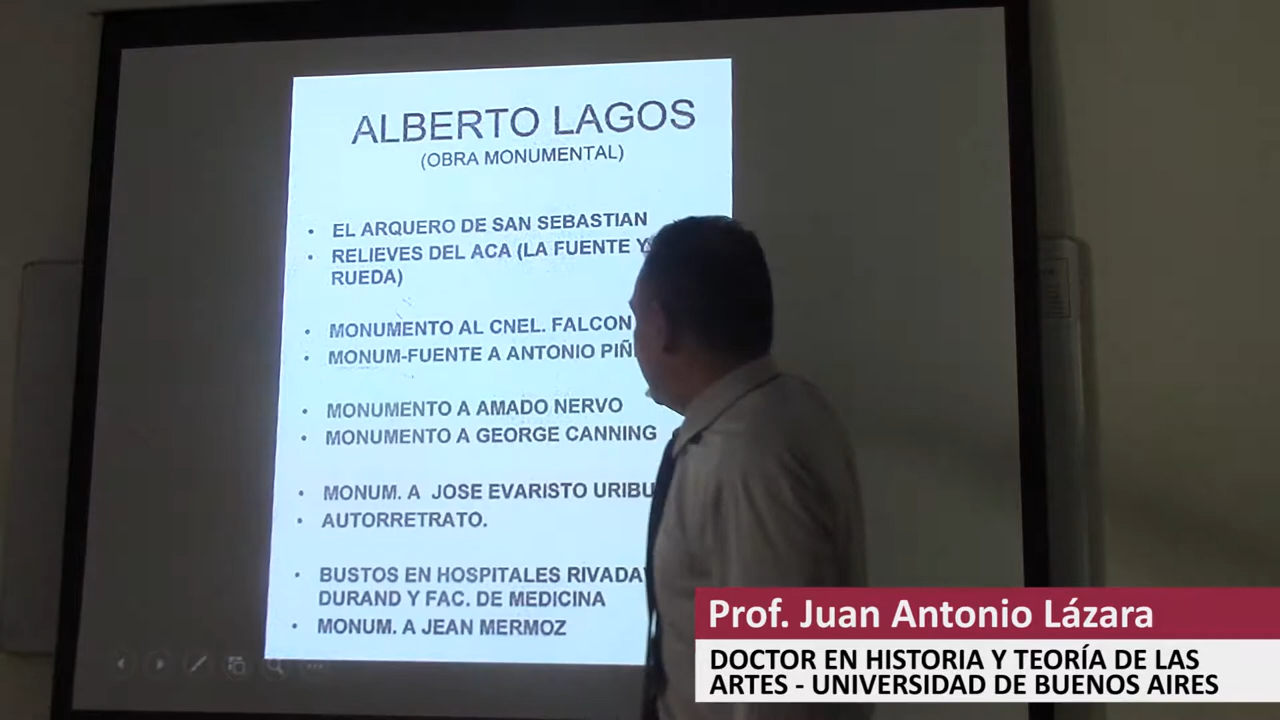 ALBERTO LAGOS
(OBRA MONUMENTAL)
• EL ARQUERO DE SAN SEBASTIAN
• RELIEVES DEL ACA (LA FUENTE Y
RUEDA)
• MONUMENTO AL CNEL. FALCON
• MONUM-FUENTE A ANTONIO
• MONUMENTO A AMADO NERVO
• MONUMENTO A GEORGE CANNING
• MONUM. A JOSE EVARISTO
• AUTORRETRATO.
• BUSTOS EN HOSPITALES
DURAND Y FAC. DE MEDICINA
• MONUM. A JEAN MERMOZ
Prof. Juan Antonio Lázara
DOCTOR EN HISTORIA Y TEORÍA DE LAS
ARTES - UNIVERSIDAD DE BUENOS AIRES